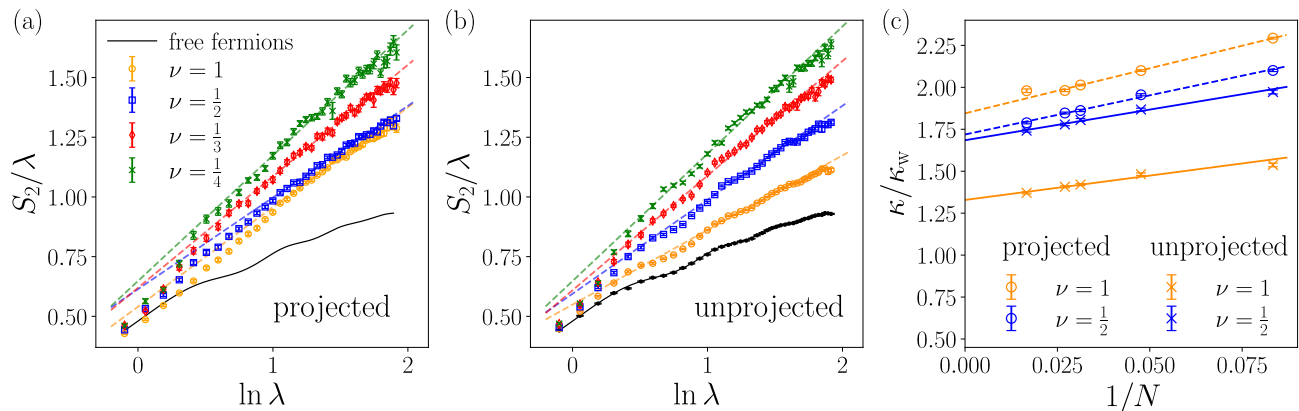 (a)
S₂/λ
1.50
1.25
1.00
0.75
0.50
free fermions
ν = 1
ν = 1/2
ν = 1/3
ν = 1/4
projected
0 1 2
ln λ
(b)
S₂/λ
1.50
1.25
1.00
0.75
0.50
unprojected
0 1 2
ln λ
(c)
κ/κ_w
2.25
2.00
1.75
1.50
1.25
1.00
0.75
0.50
projected unprojected
ν = 1 ν = 1
ν = 1/2 ν = 1/2
0.000 0.025 0.050 0.075
1/N